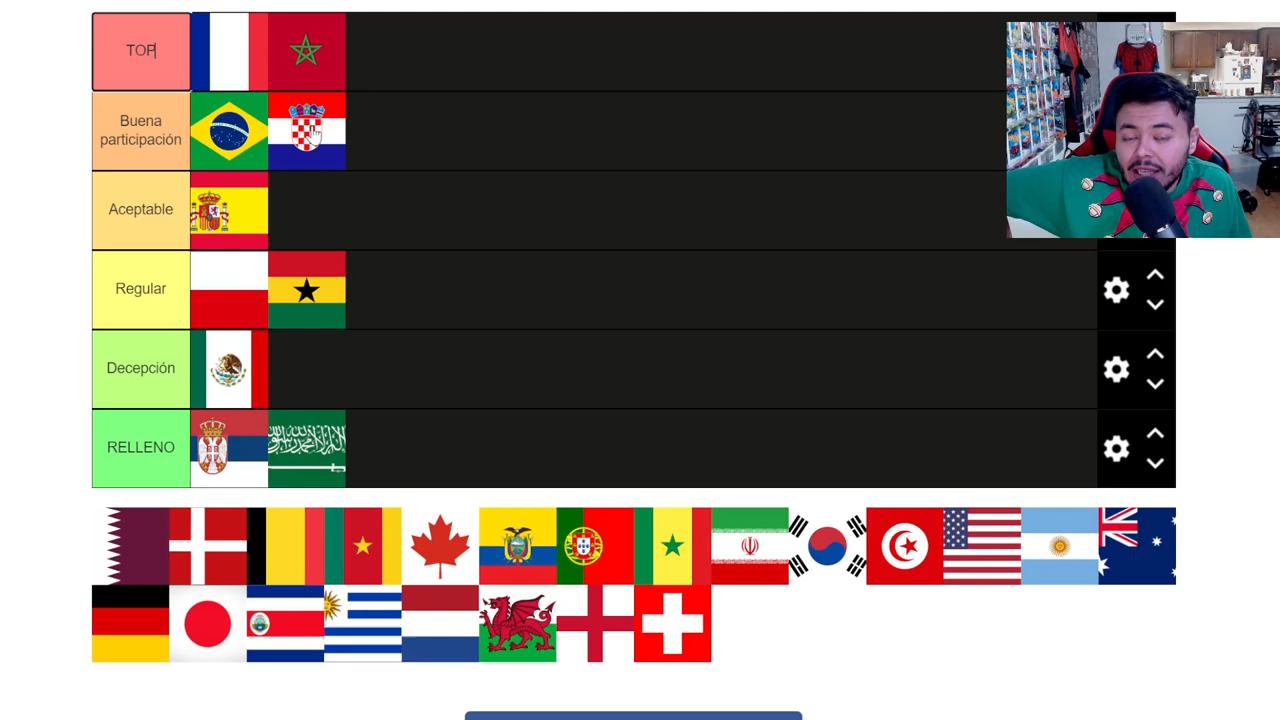 TOP
Buena
participación
Aceptable
Regular
Decepción
RELLENO